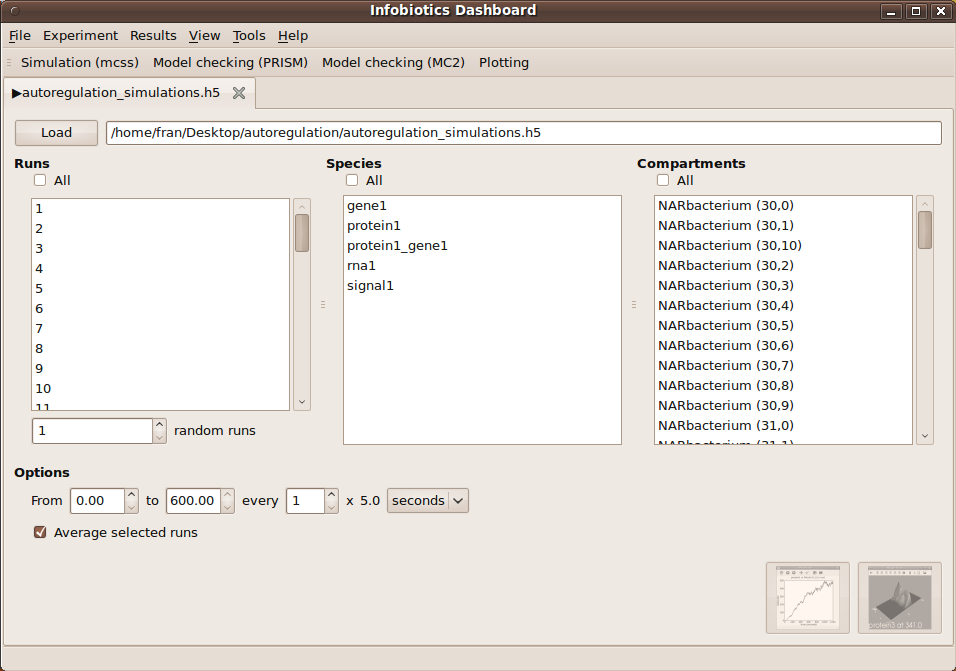 Infobiotics Dashboard
File Experiment Results View Tools Help
Simulation (mcss) Model checking (PRISM) Model checking (MC2) Plotting
▶autoregulation_simulations.h5
Load /home/fran/Desktop/autoregulation/autoregulation_simulations.h5
Runs
All
1
2
3
4
5
6
7
8
9
10
11
1 random runs
Species
All
gene1
protein1
protein1_gene1
rna1
signal1
Compartments
All
NARbacterium (30,0)
NARbacterium (30,1)
NARbacterium (30,10)
NARbacterium (30,2)
NARbacterium (30,3)
NARbacterium (30,4)
NARbacterium (30,5)
NARbacterium (30,6)
NARbacterium (30,7)
NARbacterium (30,8)
NARbacterium (30,9)
NARbacterium (31,0)
NARbacterium (31,1)
Options
From 0.00 to 600.00 every 1 x 5.0 seconds
Average selected runs
protein3 at 341.0